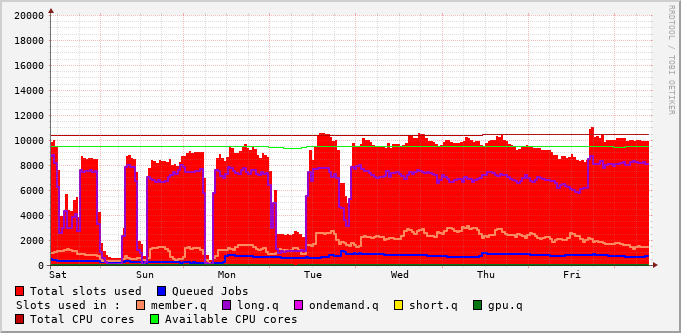 20000
18000
16000
14000
12000
10000
8000
6000
4000
2000
0
Sat Sun Mon Tue Wed Thu Fri
Total slots used Queued Jobs
Slots used in : member.q long.q ondemand.q short.q gpu.q
Total CPU cores Available CPU cores
RRDTOOL / TOBI OETIKER